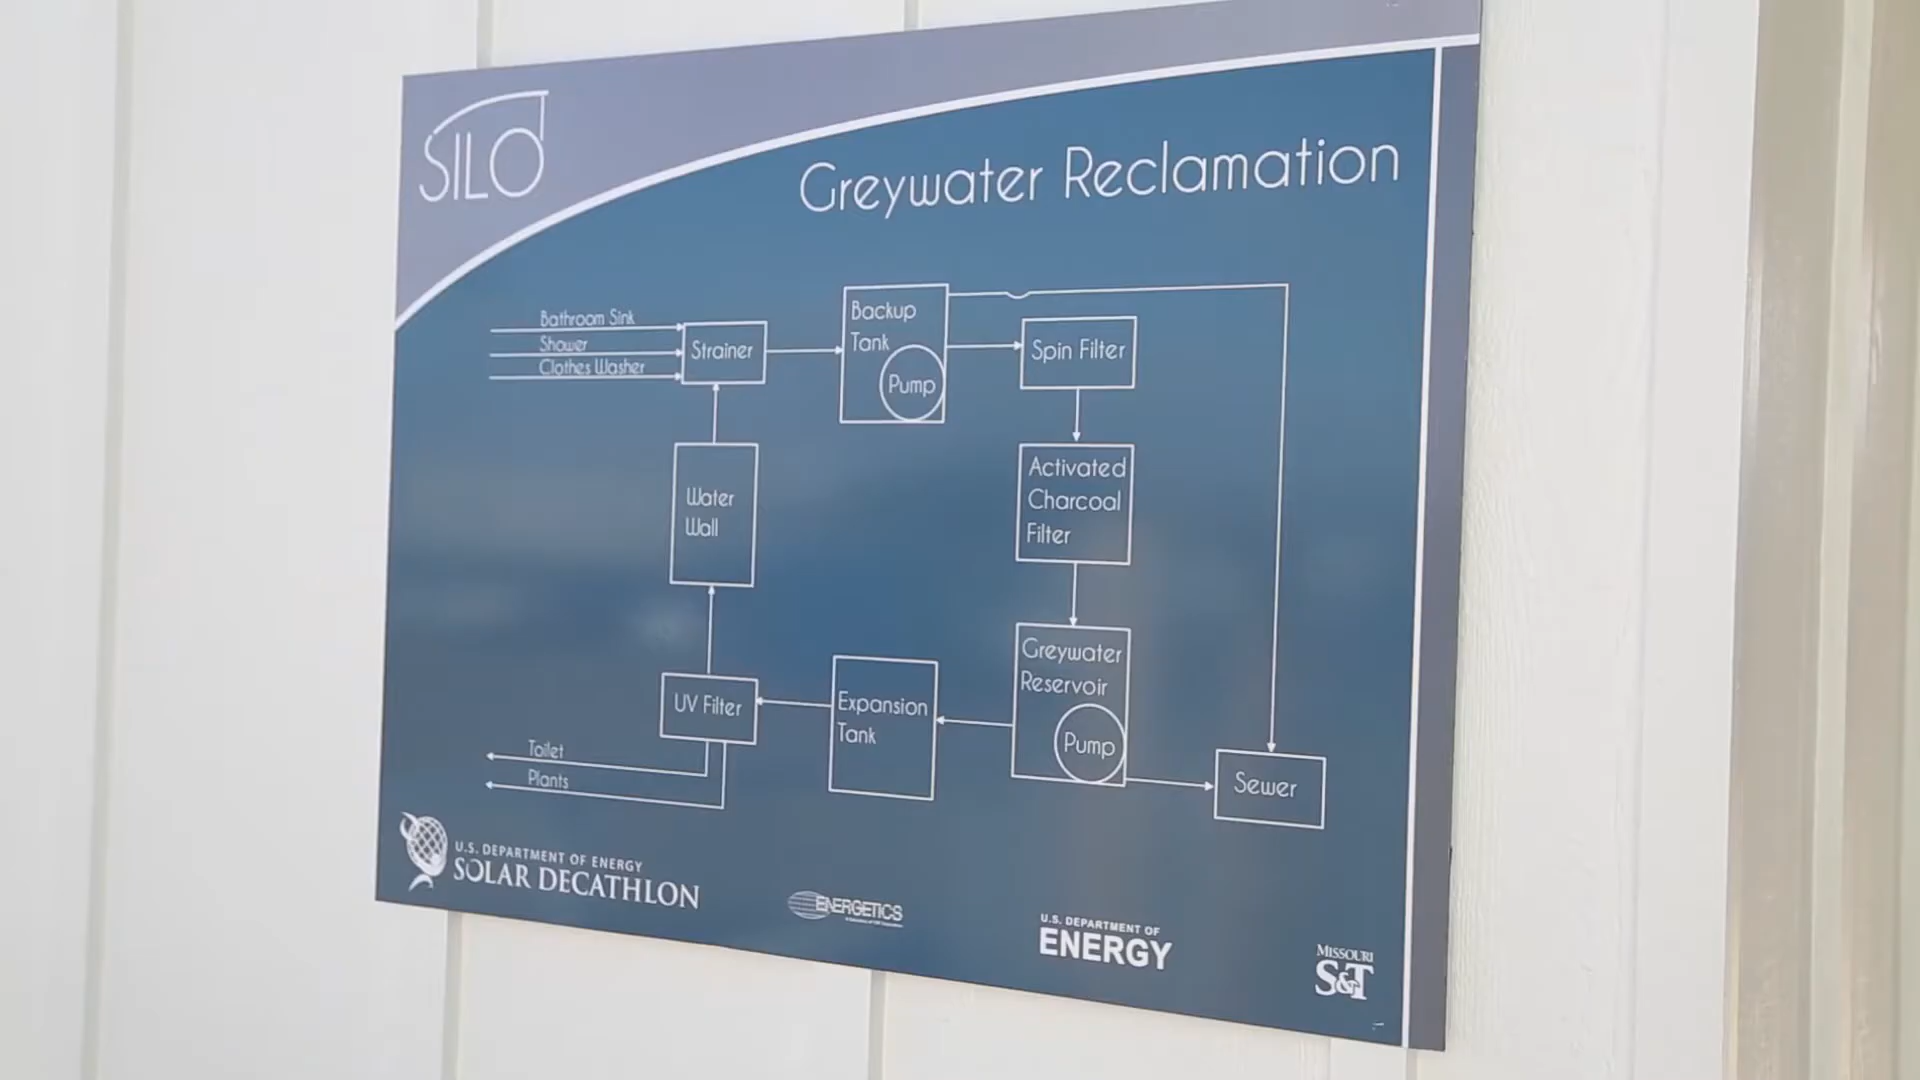 SILO
Greywater Reclamation
Bathroom Sink
Shower
Clothes Washer
Strainer
Backup
Tank
Pump
Spin Filter
Water
Wall
Activated
Charcoal
Filter
Greywater
Reservoir
Pump
UV Filter
Expansion
Tank
Sewer
Toilet
Plants
U.S. DEPARTMENT OF ENERGY
SOLAR DECATHLON
ENERGETICS
U.S. DEPARTMENT OF
ENERGY
MISSOURI
S&T